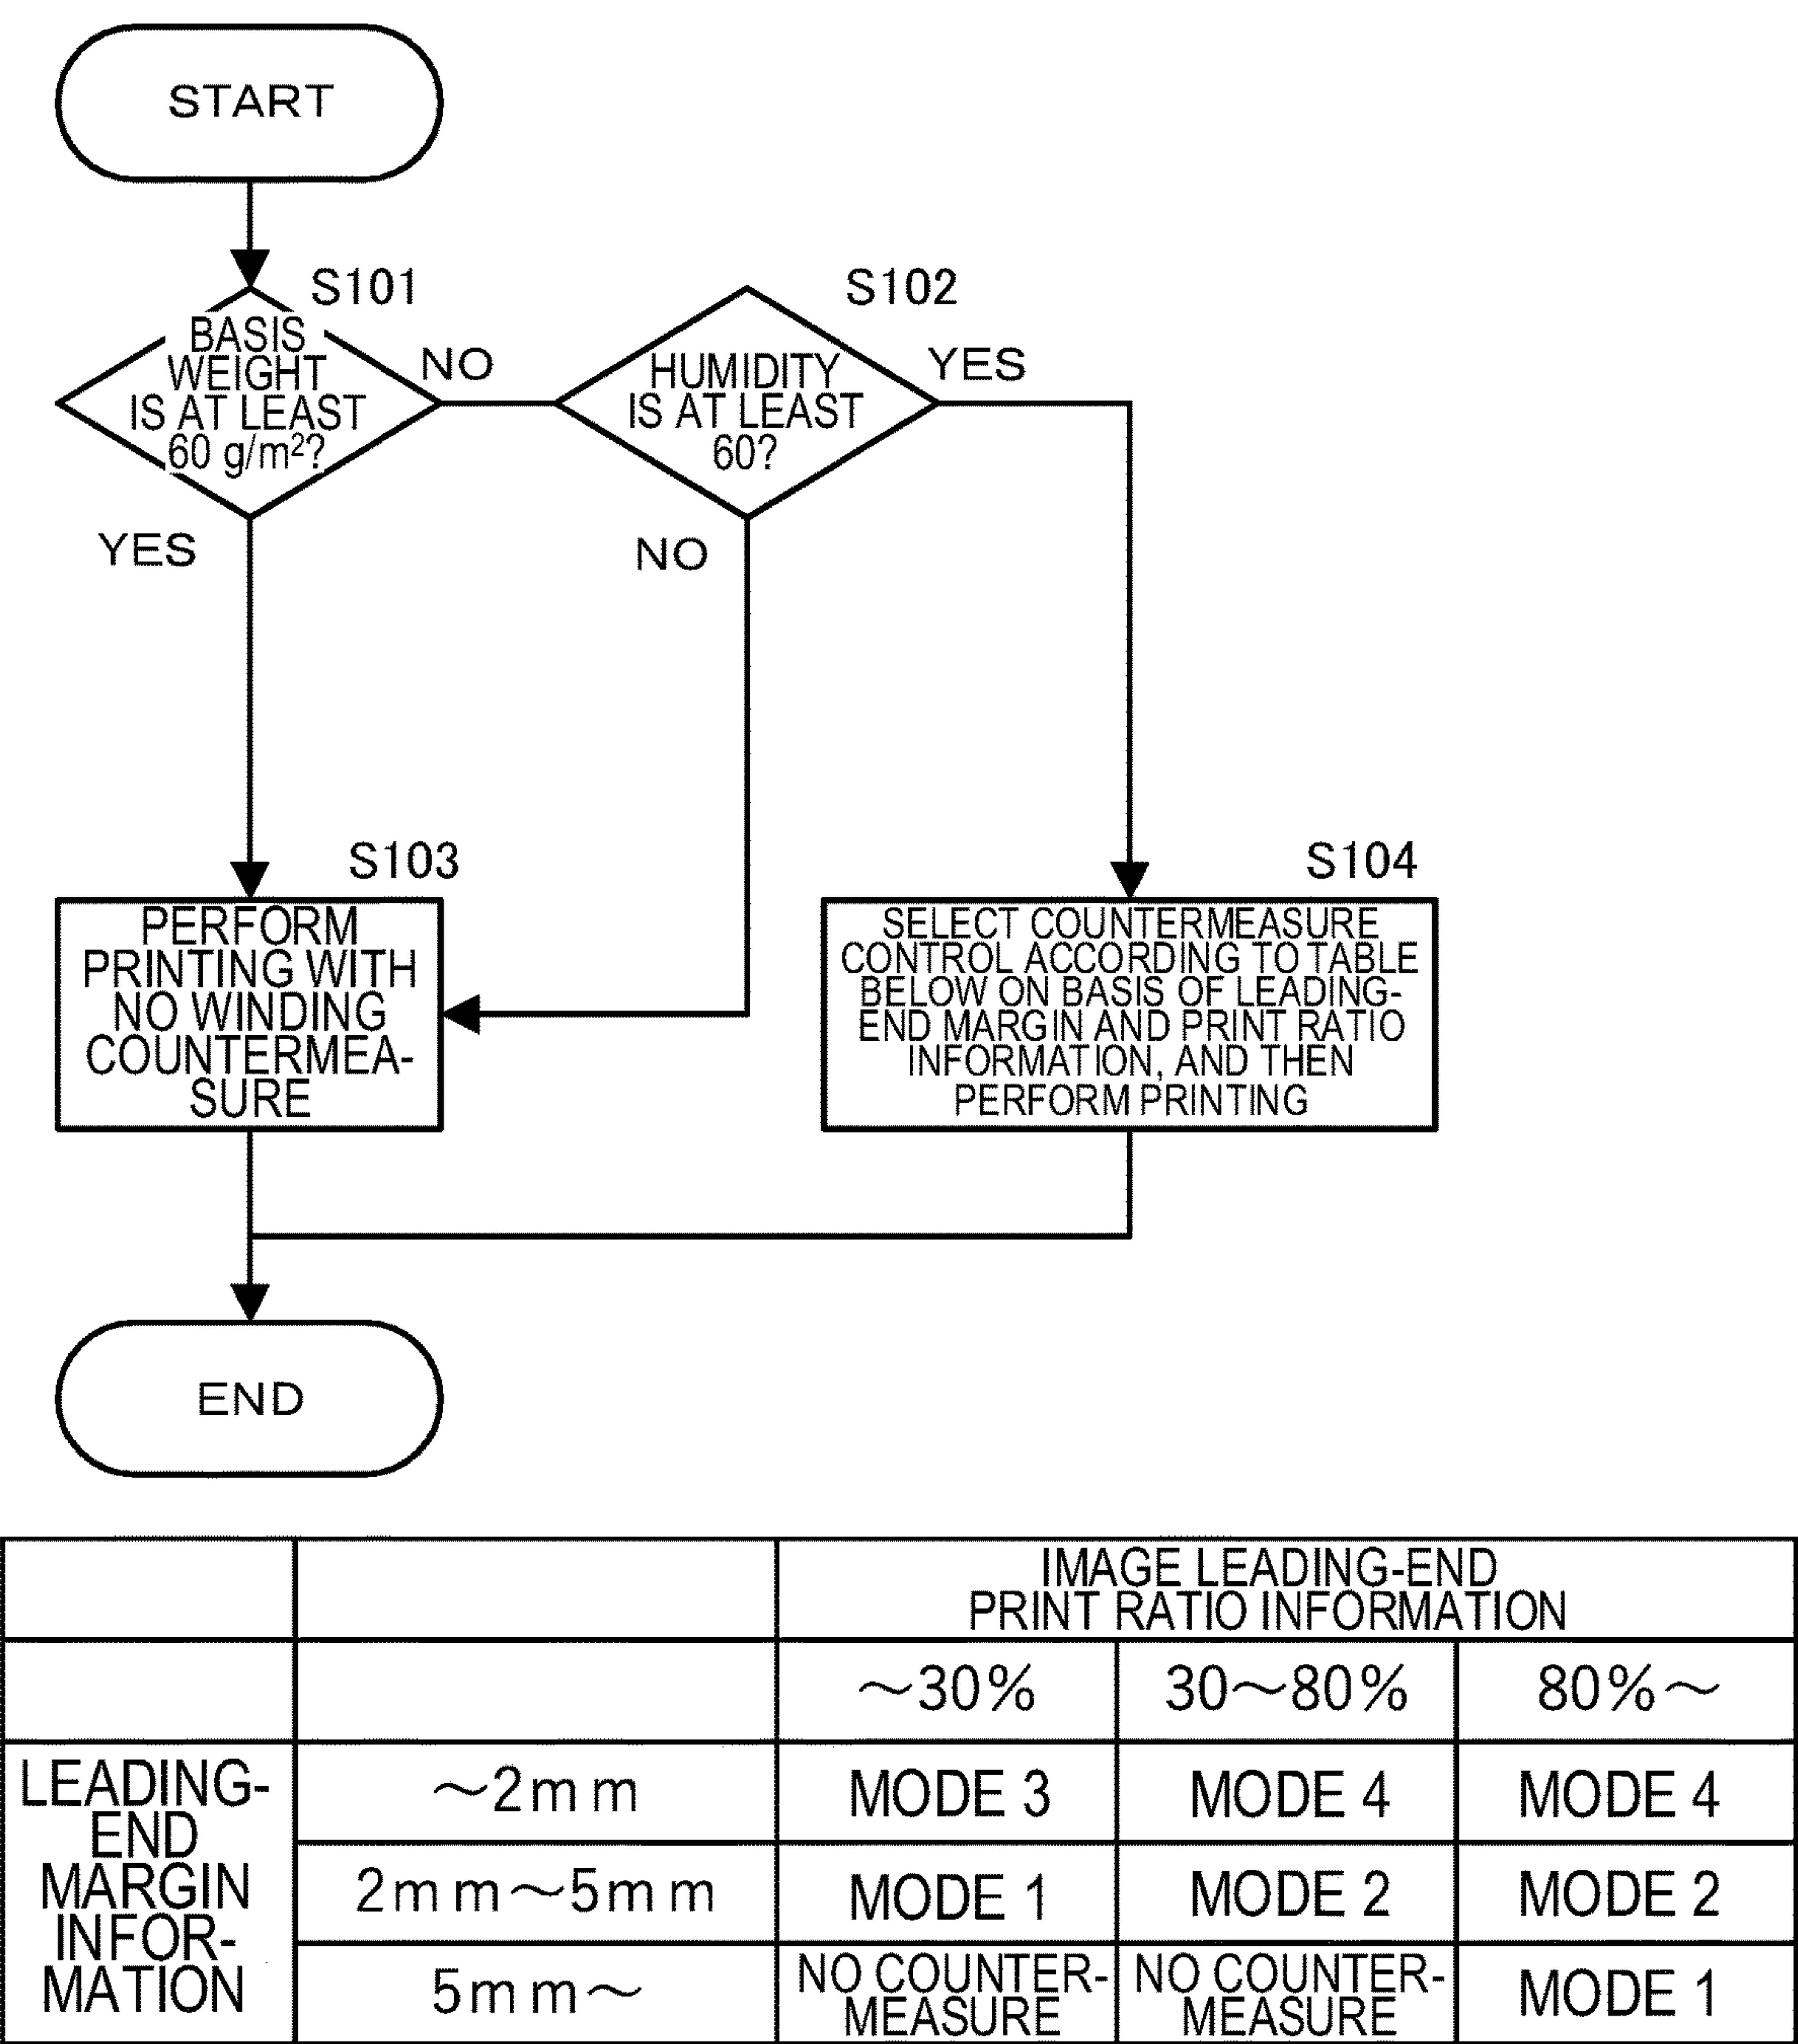 START
S101
BASIS
WEIGHT
IS AT LEAST
60 g/m²?
NO
YES
S102
HUMIDITY
IS AT LEAST
60?
YES
NO
S103
PERFORM
PRINTING WITH
NO WINDING
COUNTERMEA-
SURE
S104
SELECT COUNTERMEASURE
CONTROL ACCORDING TO TABLE
BELOW ON BASIS OF LEADING-
END MARGIN AND PRINT RATIO
INFORMATION, AND THEN
PERFORM PRINTING
END
IMAGE LEADING-END
PRINT RATIO INFORMATION
～30% 30～80% 80%～
LEADING-
END
MARGIN
INFOR-
MATION
～2mm MODE 3 MODE 4 MODE 4
2mm～5mm MODE 1 MODE 2 MODE 2
5mm～
NO COUNTER-
MEASURE
NO COUNTER-
MEASURE
MODE 1